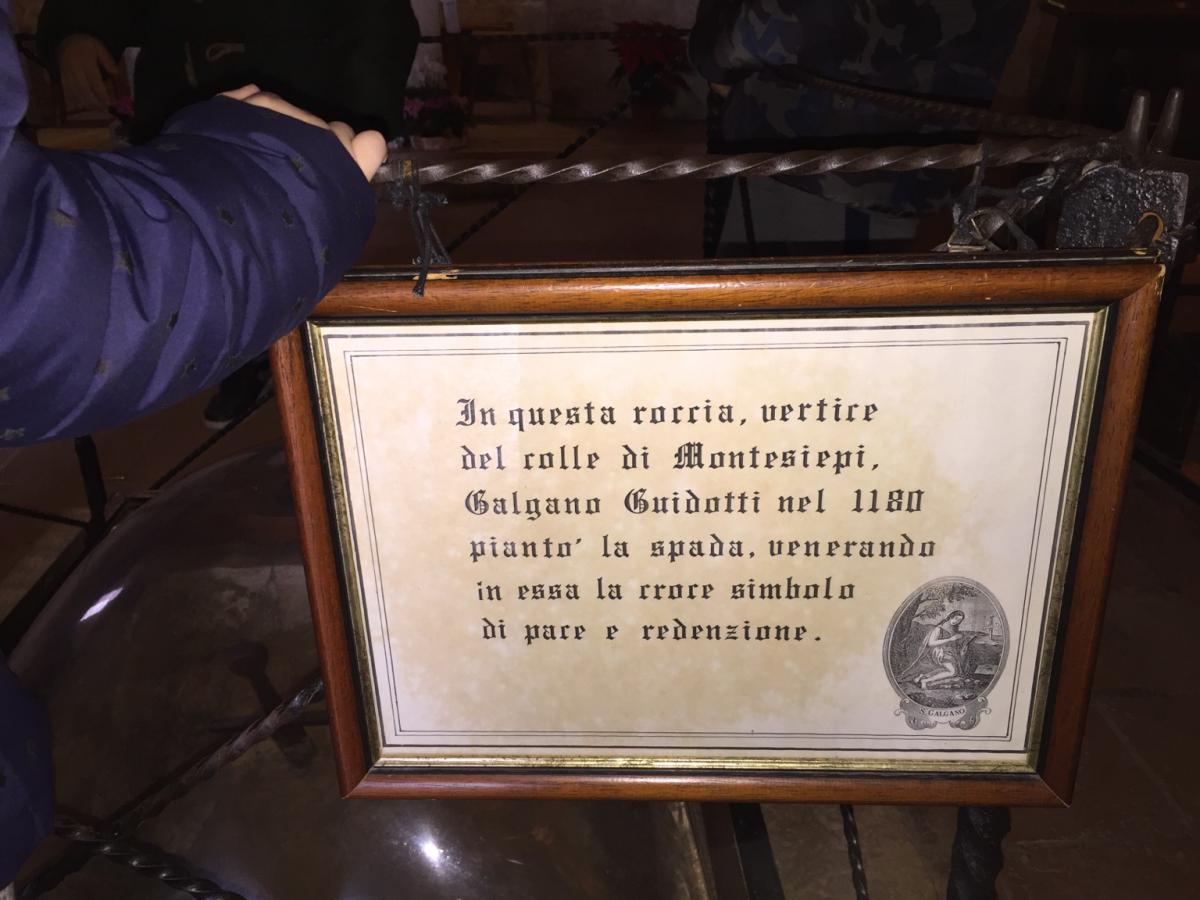 In questa roccia, vertice
del colle di Montesiepi,
Galgano Guidotti nel 1180
pianto' la spada, venerando
in essa la croce simbolo
di pace e redenzione.
S. GALGANO